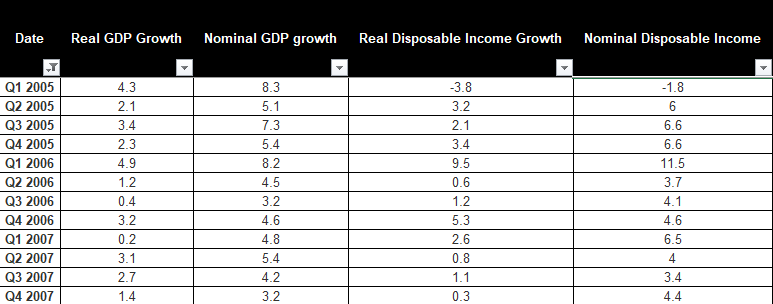 Date Real GDP Growth Nominal GDP growth Real Disposable Income Growth Nominal Disposable Income
Q1 2005 4.3 8.3 -3.8 -1.8
Q2 2005 2.1 5.1 3.2 6
Q3 2005 3.4 7.3 2.1 6.6
Q4 2005 2.3 5.4 3.4 6.6
Q1 2006 4.9 8.2 9.5 11.5
Q2 2006 1.2 4.5 0.6 3.7
Q3 2006 0.4 3.2 1.2 4.1
Q4 2006 3.2 4.6 5.3 4.6
Q1 2007 0.2 4.8 2.6 6.5
Q2 2007 3.1 5.4 0.8 4
Q3 2007 2.7 4.2 1.1 3.4
Q4 2007 1.4 3.2 0.3 4.4